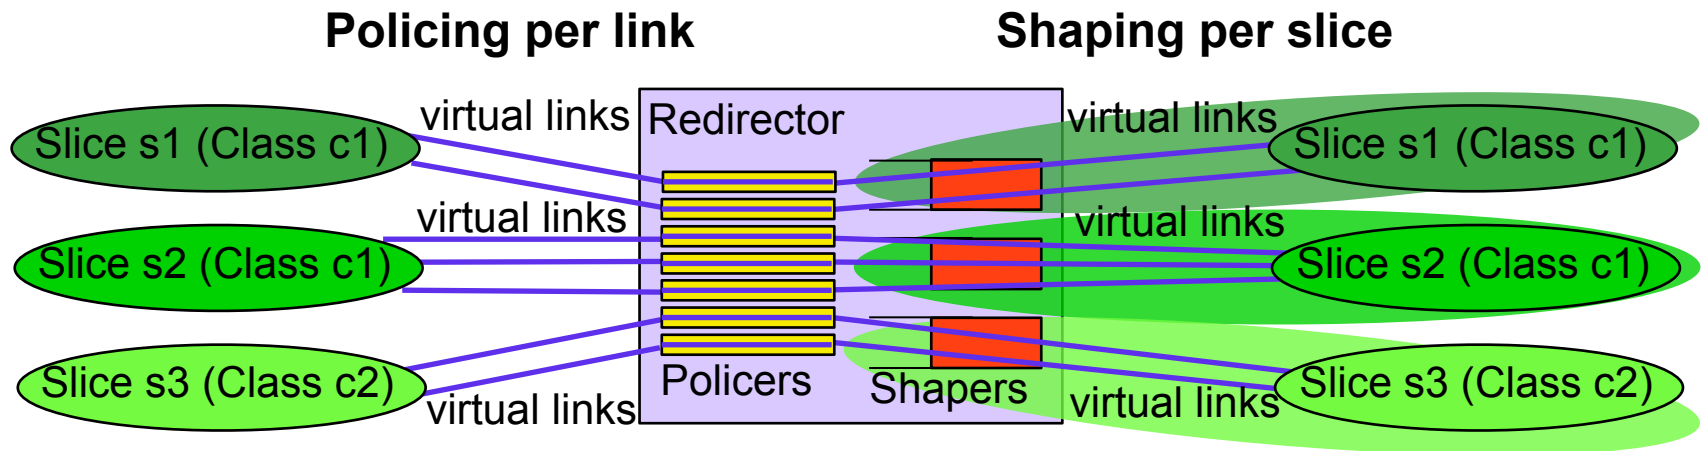 Policing per link
Shaping per slice
virtual links
Redirector
virtual links
Slice s1 (Class c1)
Slice s1 (Class c1)
virtual links
virtual links
Slice s2 (Class c1)
Slice s2 (Class c1)
Slice s3 (Class c2)
Policers
Shapers
Slice s3 (Class c2)
virtual links
virtual links